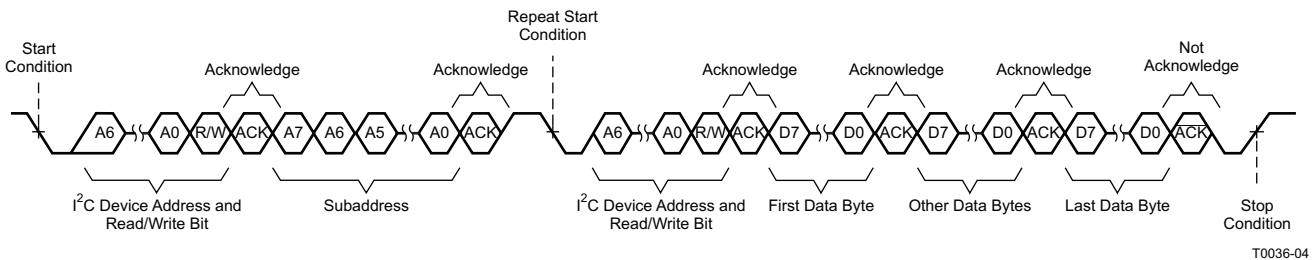 Repeat Start
Condition
Start
Condition
Not
Acknowledge
Acknowledge
Acknowledge
Acknowledge
Acknowledge
Acknowledge
A6 A0 R/W ACK A7 A6 A5 A0 ACK A6 A0 R/W ACK D7 D0 ACK D7 D0 ACK D7 D0 ACK
I²C Device Address and
Read/Write Bit
Subaddress
I²C Device Address and
Read/Write Bit
First Data Byte
Other Data Bytes
Last Data Byte
Stop
Condition
T0036-04